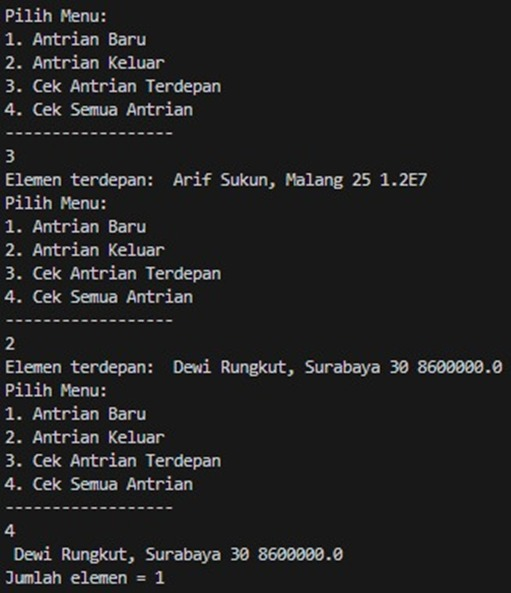 Pilih Menu:
1. Antrian Baru
2. Antrian Keluar
3. Cek Antrian Terdepan
4. Cek Semua Antrian
------------------
3
Elemen terdepan:  Arif Sukun, Malang 25 1.2E7
Pilih Menu:
1. Antrian Baru
2. Antrian Keluar
3. Cek Antrian Terdepan
4. Cek Semua Antrian
------------------
2
Elemen terdepan:  Dewi Rungkut, Surabaya 30 8600000.0
Pilih Menu:
1. Antrian Baru
2. Antrian Keluar
3. Cek Antrian Terdepan
4. Cek Semua Antrian
------------------
4
 Dewi Rungkut, Surabaya 30 8600000.0
Jumlah elemen = 1